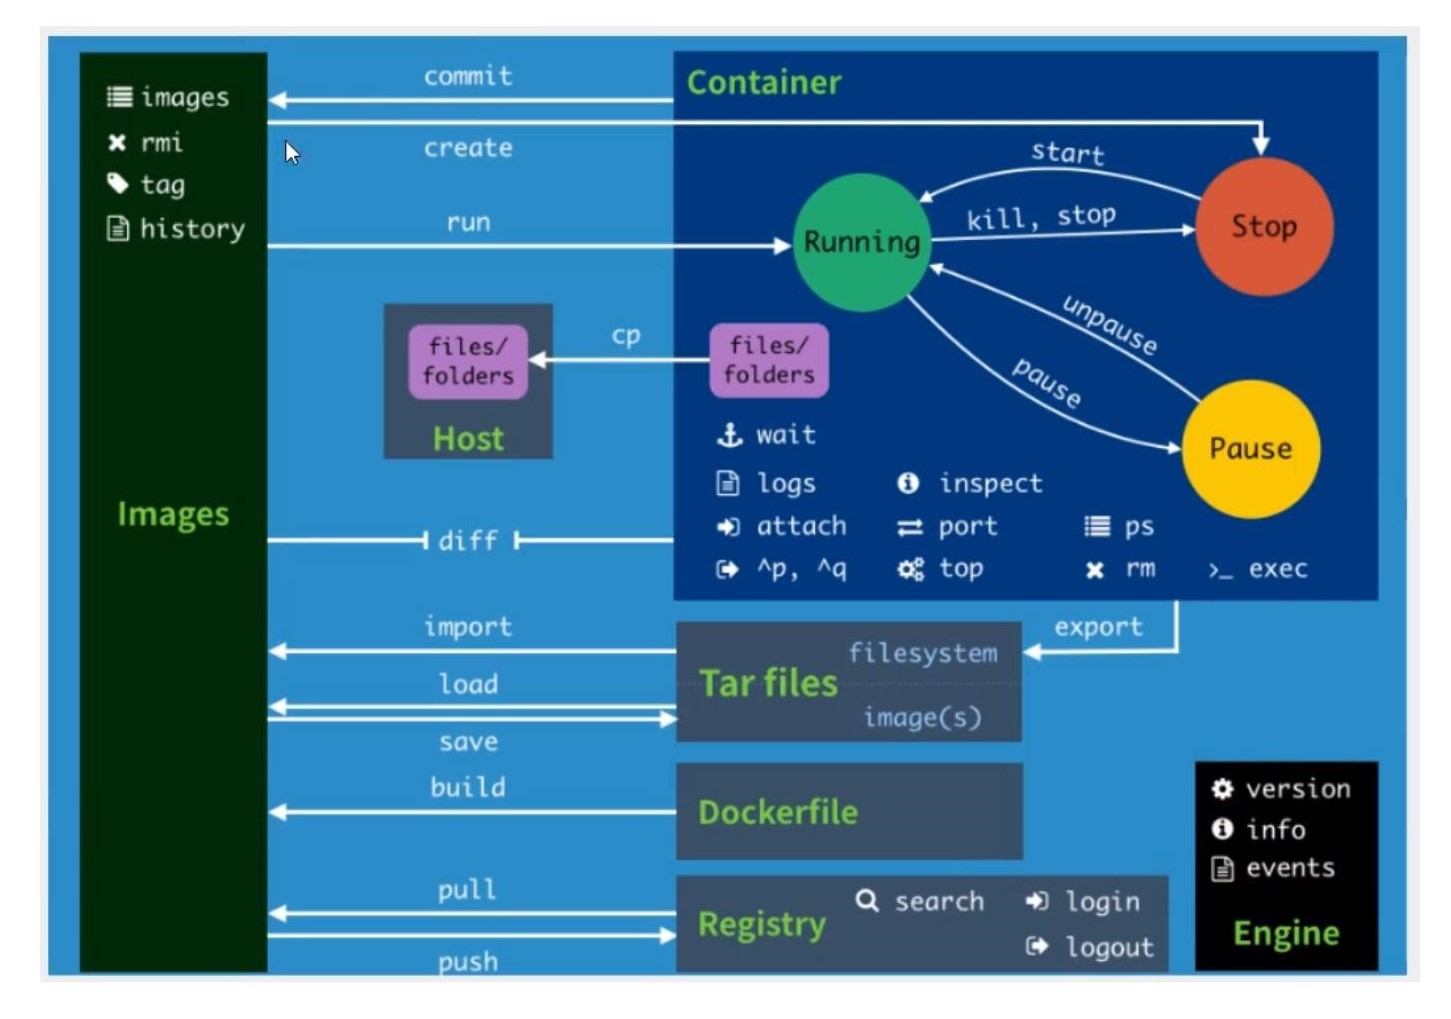 images
rmi
tag
history
Images
commit
create
run
cp
files/
folders
Host
diff
import
load
save
build
pull
push
Container
start
kill, stop
Running
Stop
unpause
pause
Pause
files/
folders
wait
logs
inspect
attach
port
ps
^p, ^q
top
rm
>_ exec
export
filesystem
Tar files
image(s)
Dockerfile
Registry
search
login
logout
version
info
events
Engine